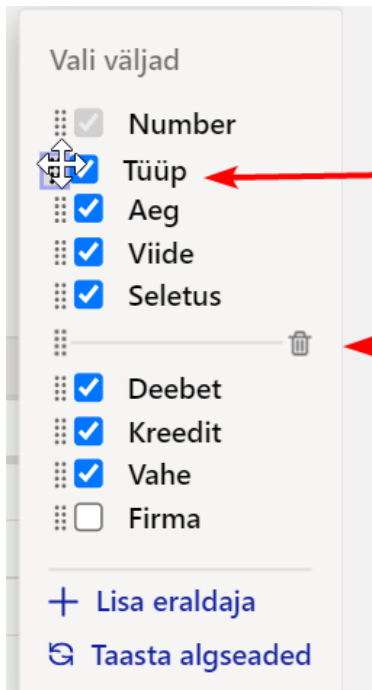 Vali väljad
Number
Tüüp
Aeg
Viide
Seletus
Deebet
Kreedit
Vahe
Firma
Lisa eraldaja
Taasta algseaded